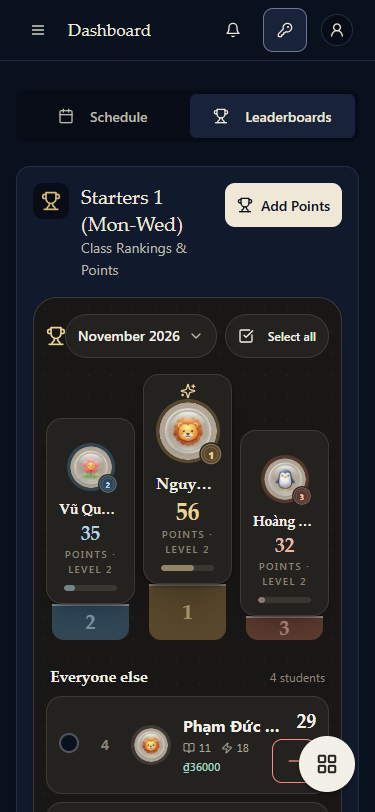 Dashboard
Schedule
Leaderboards
Starters 1
(Mon-Wed)
Class Rankings &
Points
Add Points
November 2026
Select all
1
Nguy...
56
POINTS ·
LEVEL 2
2
Vũ Qu...
35
POINTS ·
LEVEL 2
3
Hoàng ...
32
POINTS ·
LEVEL 2
2
1
3
Everyone else
4 students
4
Phạm Đức ...
29
11
18
₫36000